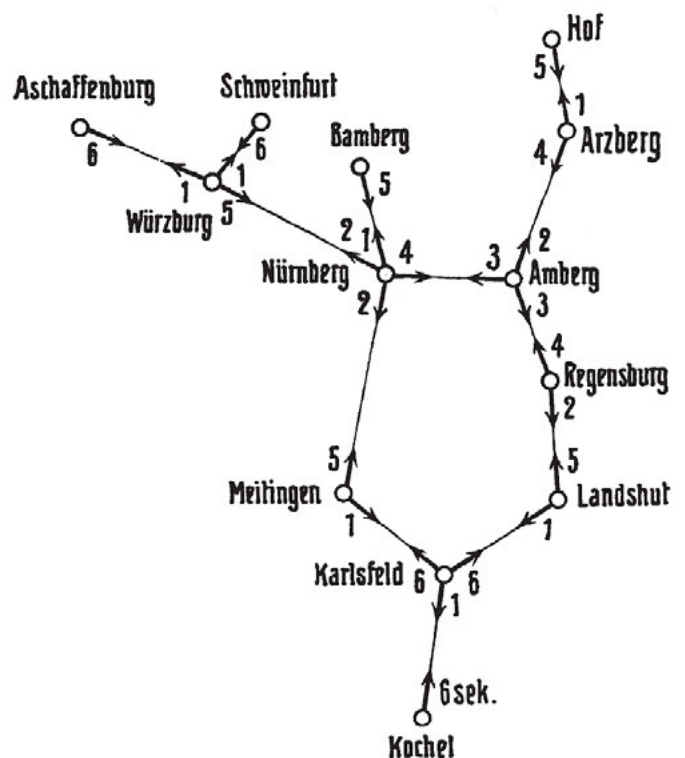 Hof
5
1
Arzberg
4
Aschaffenburg
6
Schweinfurt
6
1
1
Würzburg
5
Bamberg
5
1
2
Nürnberg
4
2
3
2
Amberg
3
4
Regensburg
2
5
Meitingen
1
5
Landshut
1
Karlsfeld
6
6
1
6 sek.
Kochel